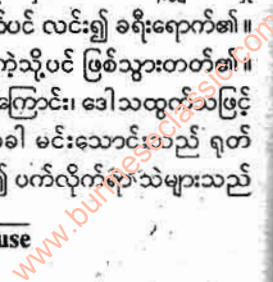 ပင် လင်း၍ ခရီးရောက်၏။
ကဲ့သို့ပင် ဖြစ်သွားတတ်၏။
ကြောင်း၊ ဒေါသထွက်သဖြင့်
ခါ မင်းသောင်းသည် ရုတ်
၍ ပက်လိုက်ရာ သဲများသည်
use
www.burmeseclassic.com